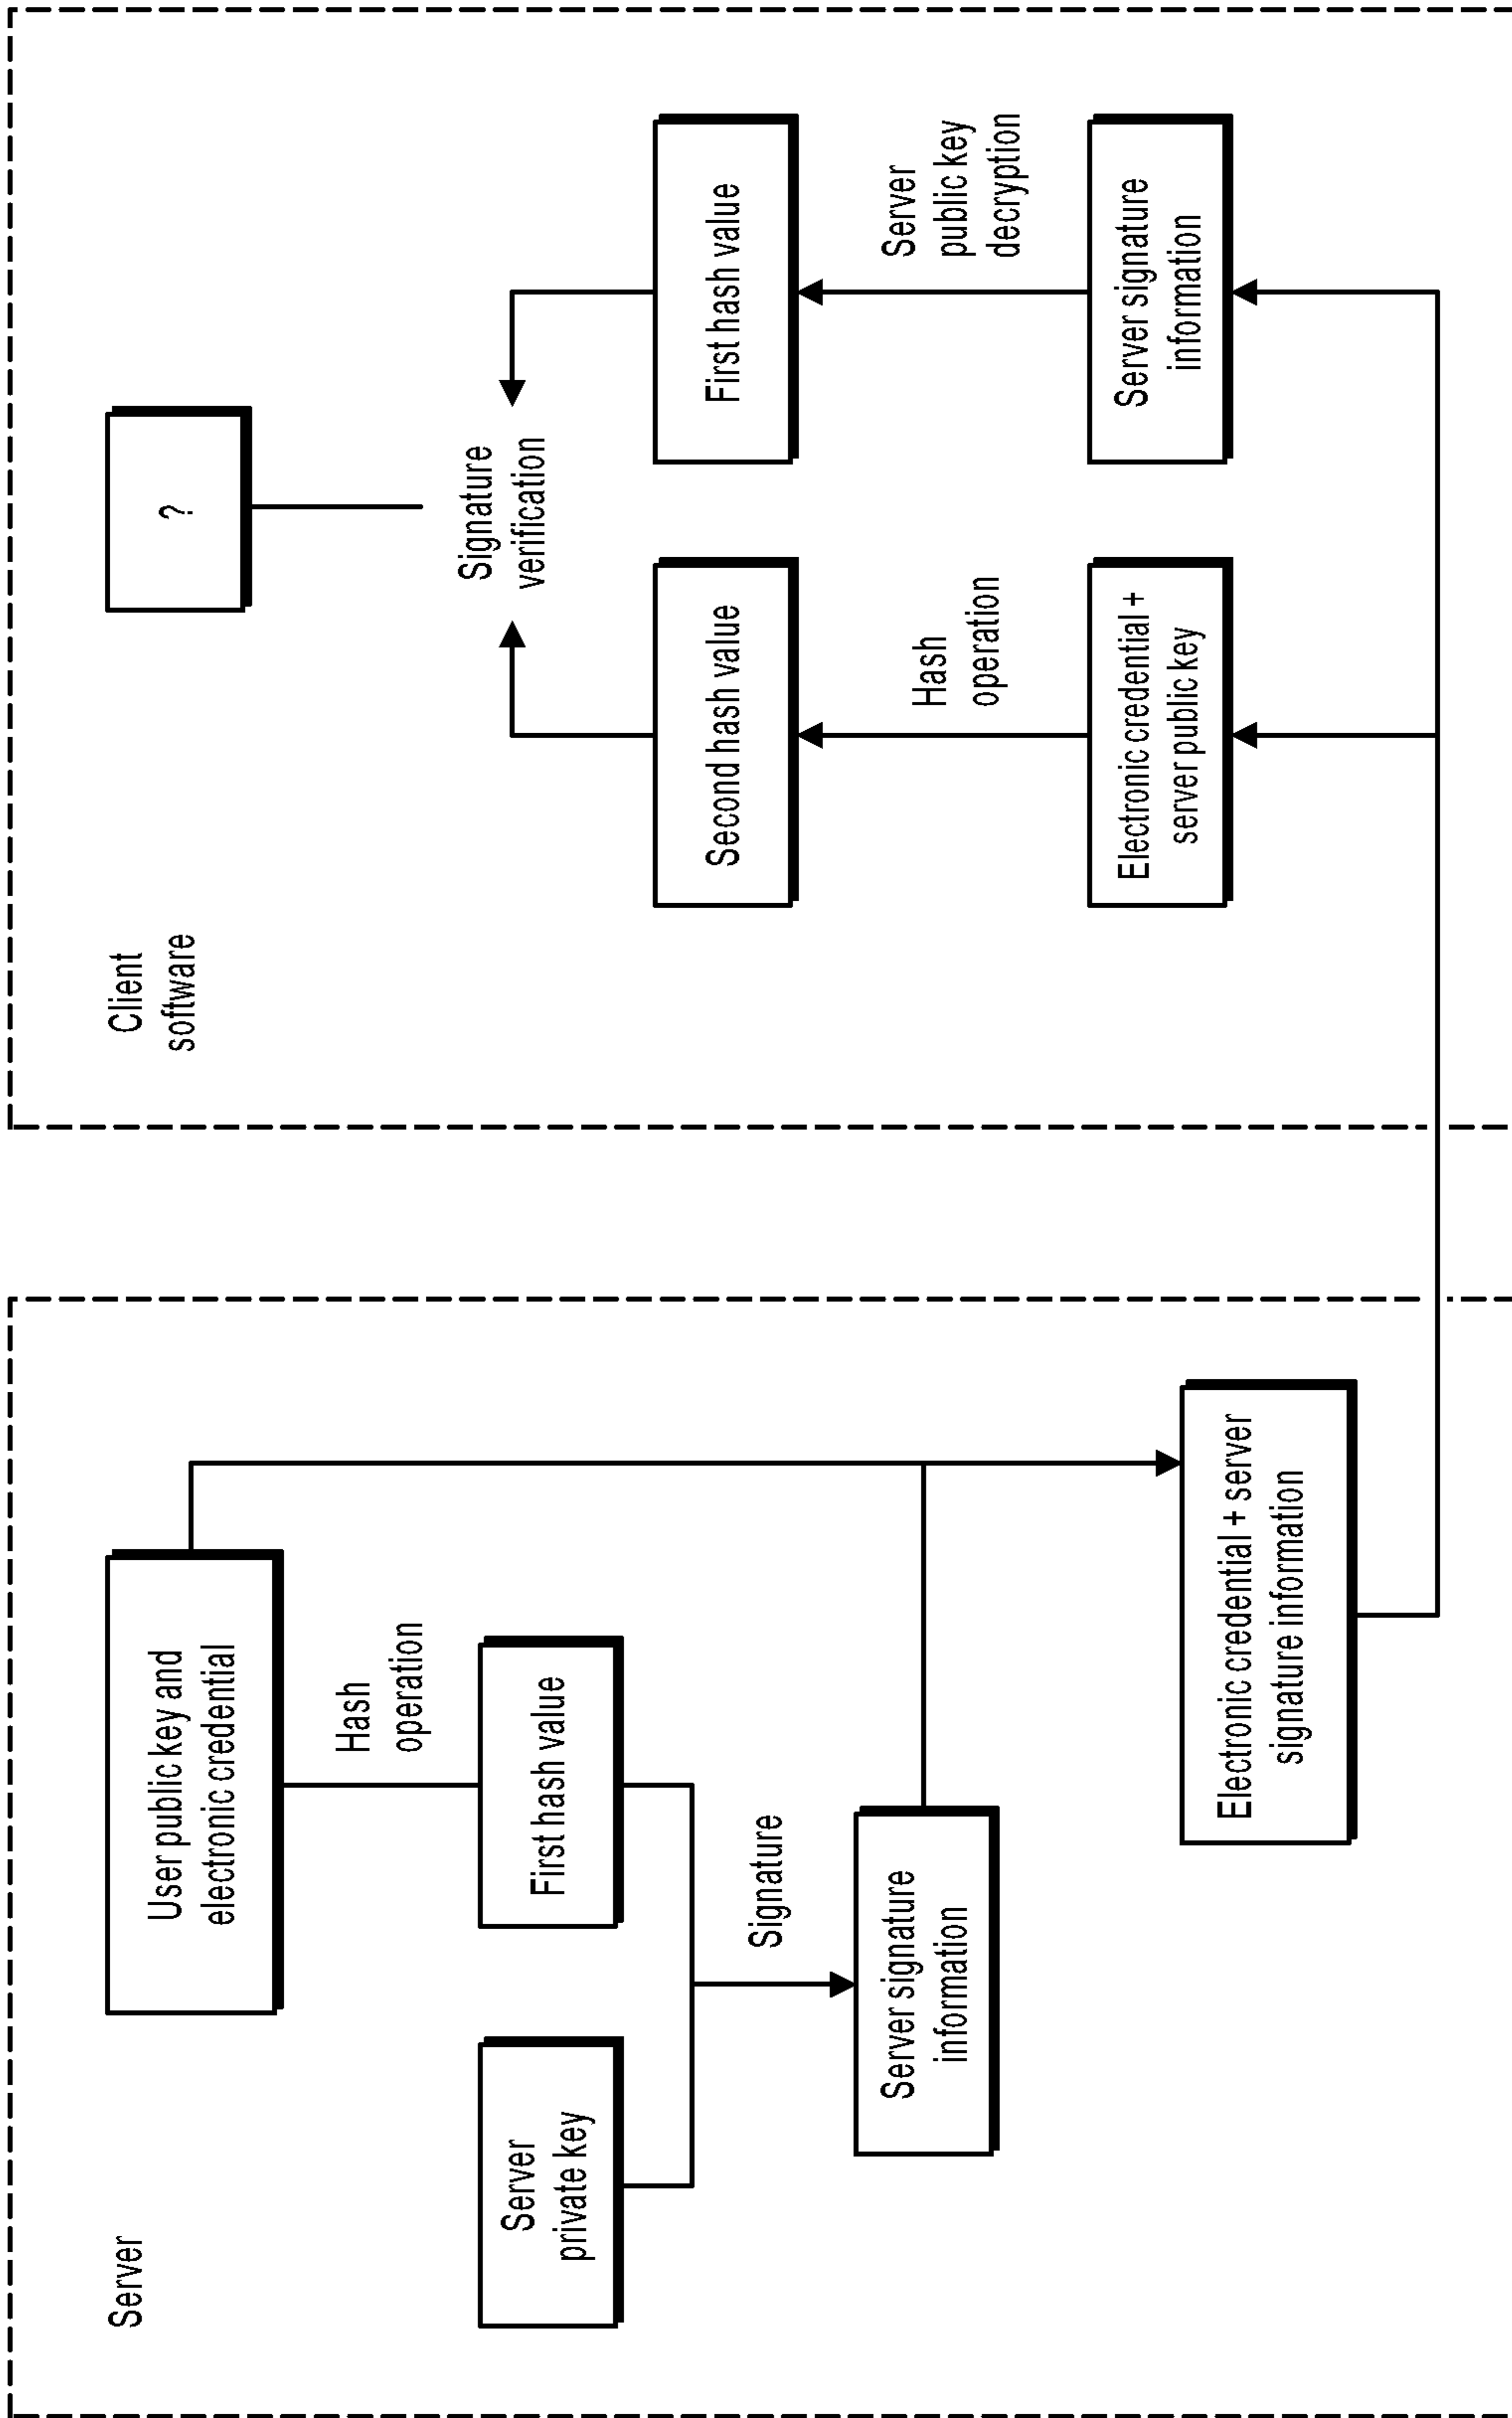 Server
User public key and
electronic credential
Hash
operation
Server
private key
First hash value
Signature
Server signature
information
Electronic credential + server
signature information
Client
software
?
Signature
verification
Second hash value
First hash value
Hash
operation
Server
public key
decryption
Electronic credential +
server public key
Server signature
information